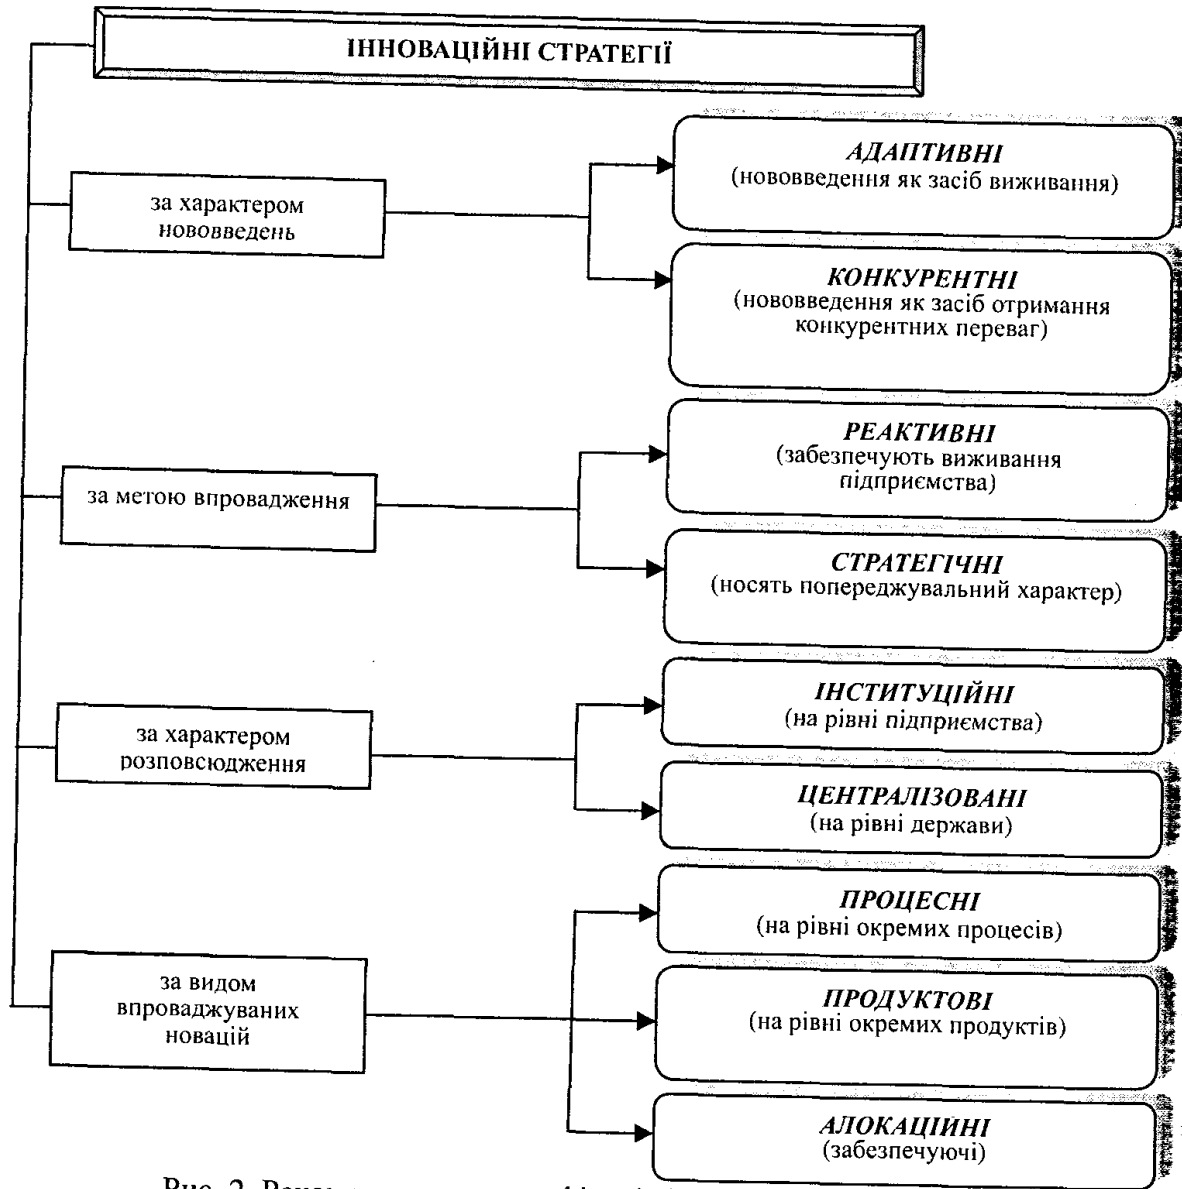 ІННОВАЦІЙНІ СТРАТЕГІЇ
за характером
нововведень
АДАПТИВНІ
(нововведення як засіб виживання)
КОНКУРЕНТНІ
(нововведення як засіб отримання
конкурентних переваг)
за метою впровадження
РЕАКТИВНІ
(забезпечують виживання
підприємства)
СТРАТЕГІЧНІ
(носять попереджувальний характер)
за характером
розповсюдження
ІНСТИТУЦІЙНІ
(на рівні підприємства)
ЦЕНТРАЛІЗОВАНІ
(на рівні держави)
за видом
впроваджуваних
новацій
ПРОЦЕСНІ
(на рівні окремих процесів)
ПРОДУКТОВІ
(на рівні окремих продуктів)
АЛОКАЦІЙНІ
(забезпечуючі)
Рис. 2.